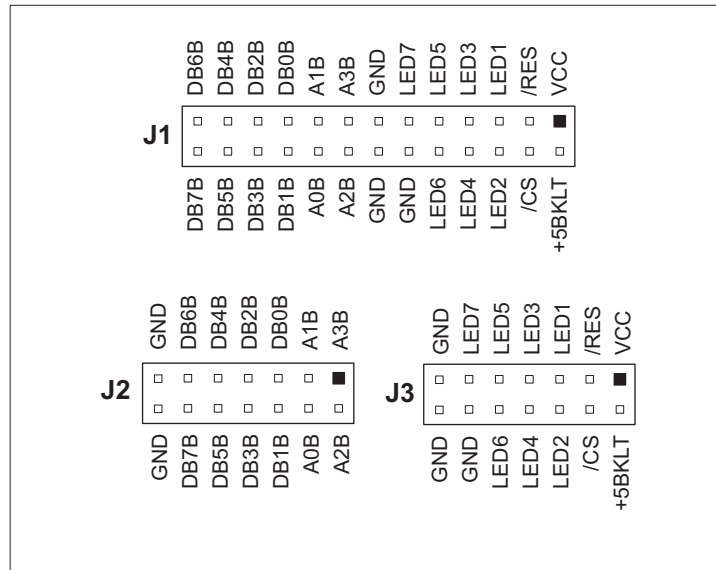 DB6B DB4B DB2B DB0B A1B A3B GND LED7 LED5 LED3 LED1 /RES VCC
J1
DB7B DB5B DB3B DB1B A0B A2B GND GND LED6 LED4 LED2 /CS +5BKLT
GND DB6B DB4B DB2B DB0B A1B A3B
J2
GND DB7B DB5B DB3B DB1B A0B A2B
GND LED7 LED5 LED3 LED1 /RES VCC
J3
GND GND LED6 LED4 LED2 /CS +5BKLT